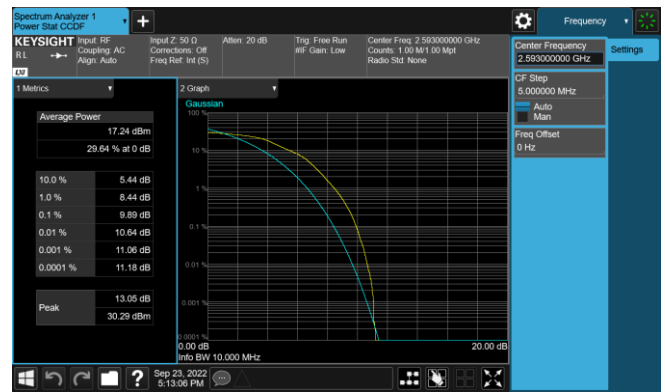 Spectrum Analyzer 1
Power Stat CCDF
Frequency
KEYSIGHT
Input: RF
Coupling: AC
Align: Auto
Input Z: 50 Ω
Corrections: Off
Freq Ref: Int (S)
Atten: 20 dB
Trig: Free Run
#IF Gain: Low
Center Freq: 2.593000000 GHz
Counts: 1.00 M/1.00 Mpt
Radio Std: None
RL
LXI
Center Frequency
2.593000000 GHz
Settings
CF Step
5.000000 MHz
Auto
Man
Freq Offset
0 Hz
1 Metrics
Average Power
17.24 dBm
29.64 % at 0 dB
10.0 % 5.44 dB
1.0 % 8.44 dB
0.1 % 9.89 dB
0.01 % 10.64 dB
0.001 % 11.06 dB
0.0001 % 11.18 dB
Peak
13.05 dB
30.29 dBm
2 Graph
Gaussian
100 %
10 %
1 %
0.1 %
0.01 %
0.001 %
0.0001 %
0.00 dB 20.00 dB
Info BW 10.000 MHz
?
Sep 23, 2022
5:13:06 PM